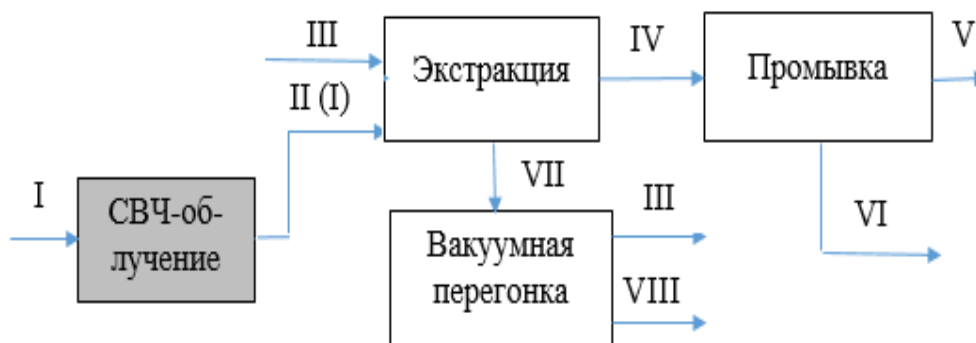 III
IV
V
Экстракция
Промывка
II (I)
VII
I
СВЧ-об-
лучение
III
VI
Вакуумная
перегонка
VIII